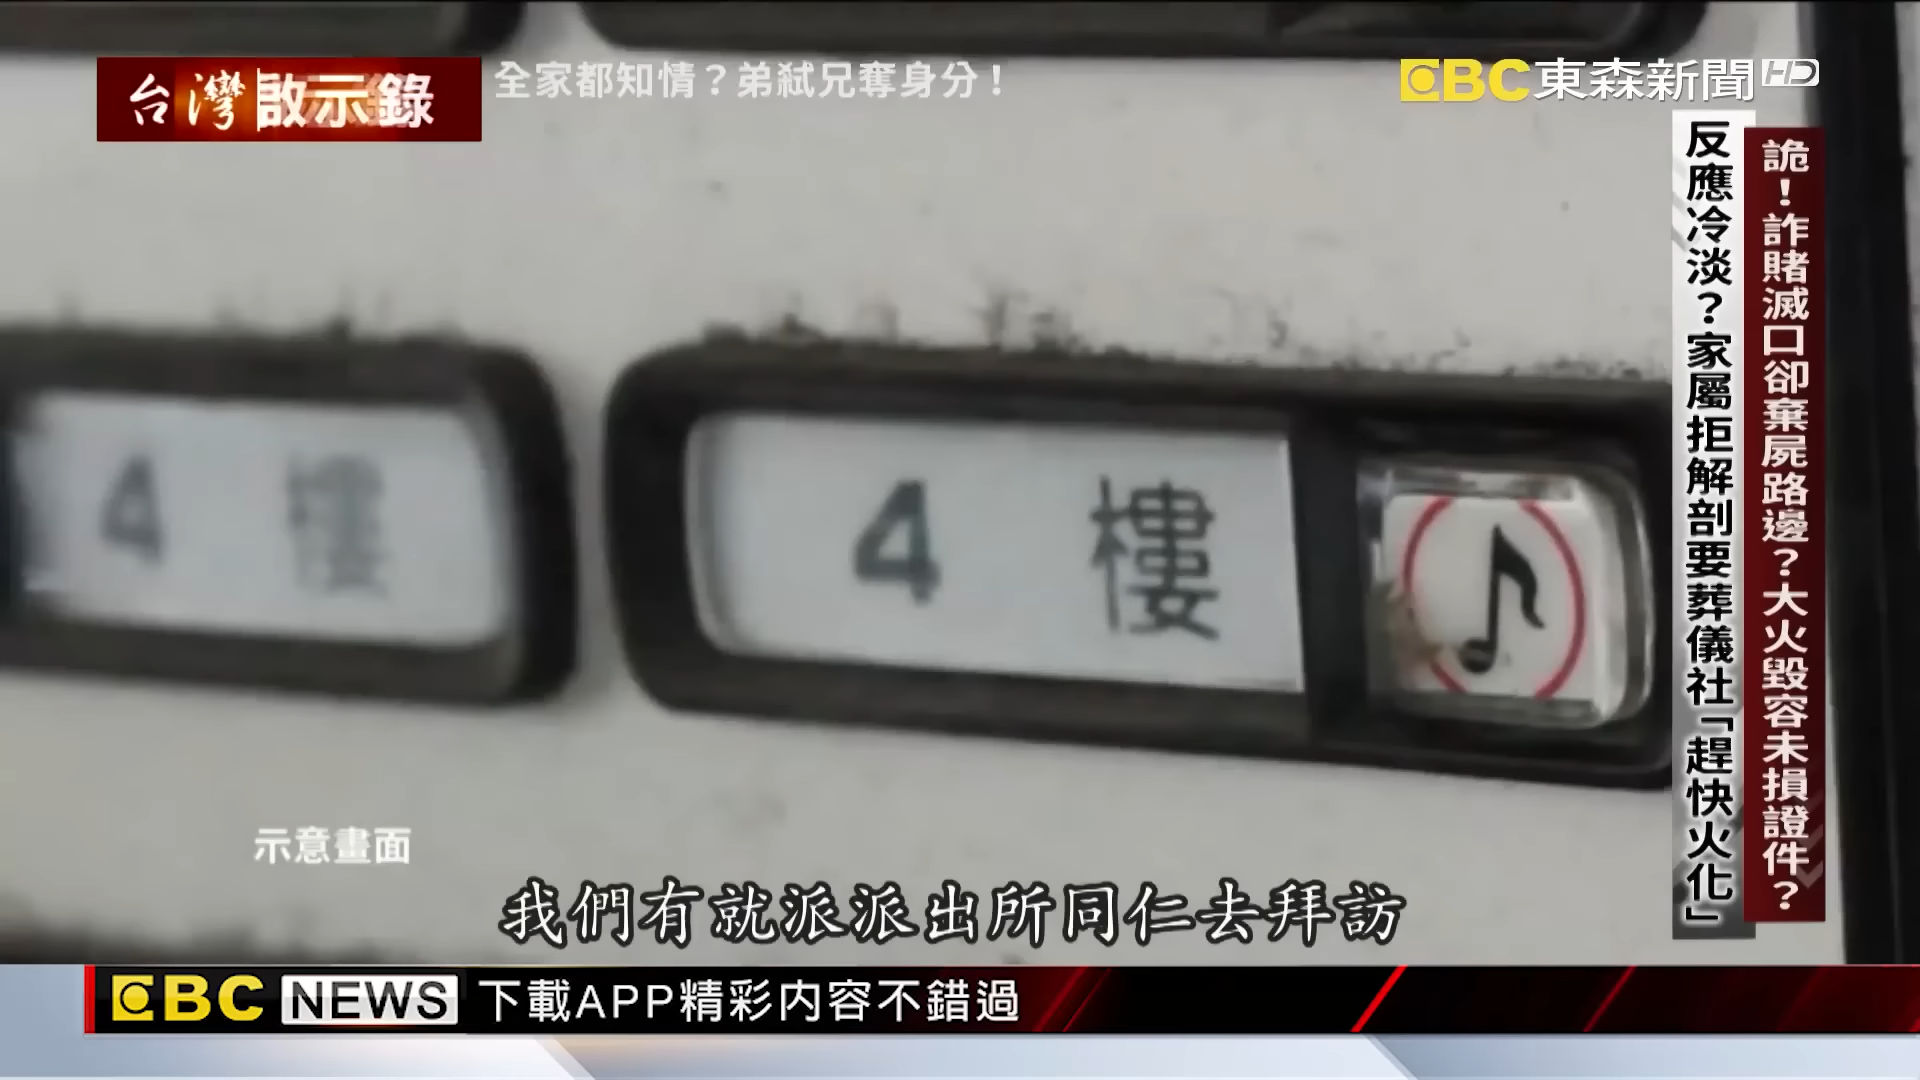 台灣啟示錄
全家都知情？弟弒兄奪身分！
EBC東森新聞HD
詭！詐賭滅口卻棄屍路邊？大火毀容未損證件？
反應冷淡？家屬拒解剖要葬儀社「趕快火化」
4 樓
4 樓
示意畫面
我們有就派派出所同仁去拜訪
EBC NEWS 下載APP精彩內容不錯過